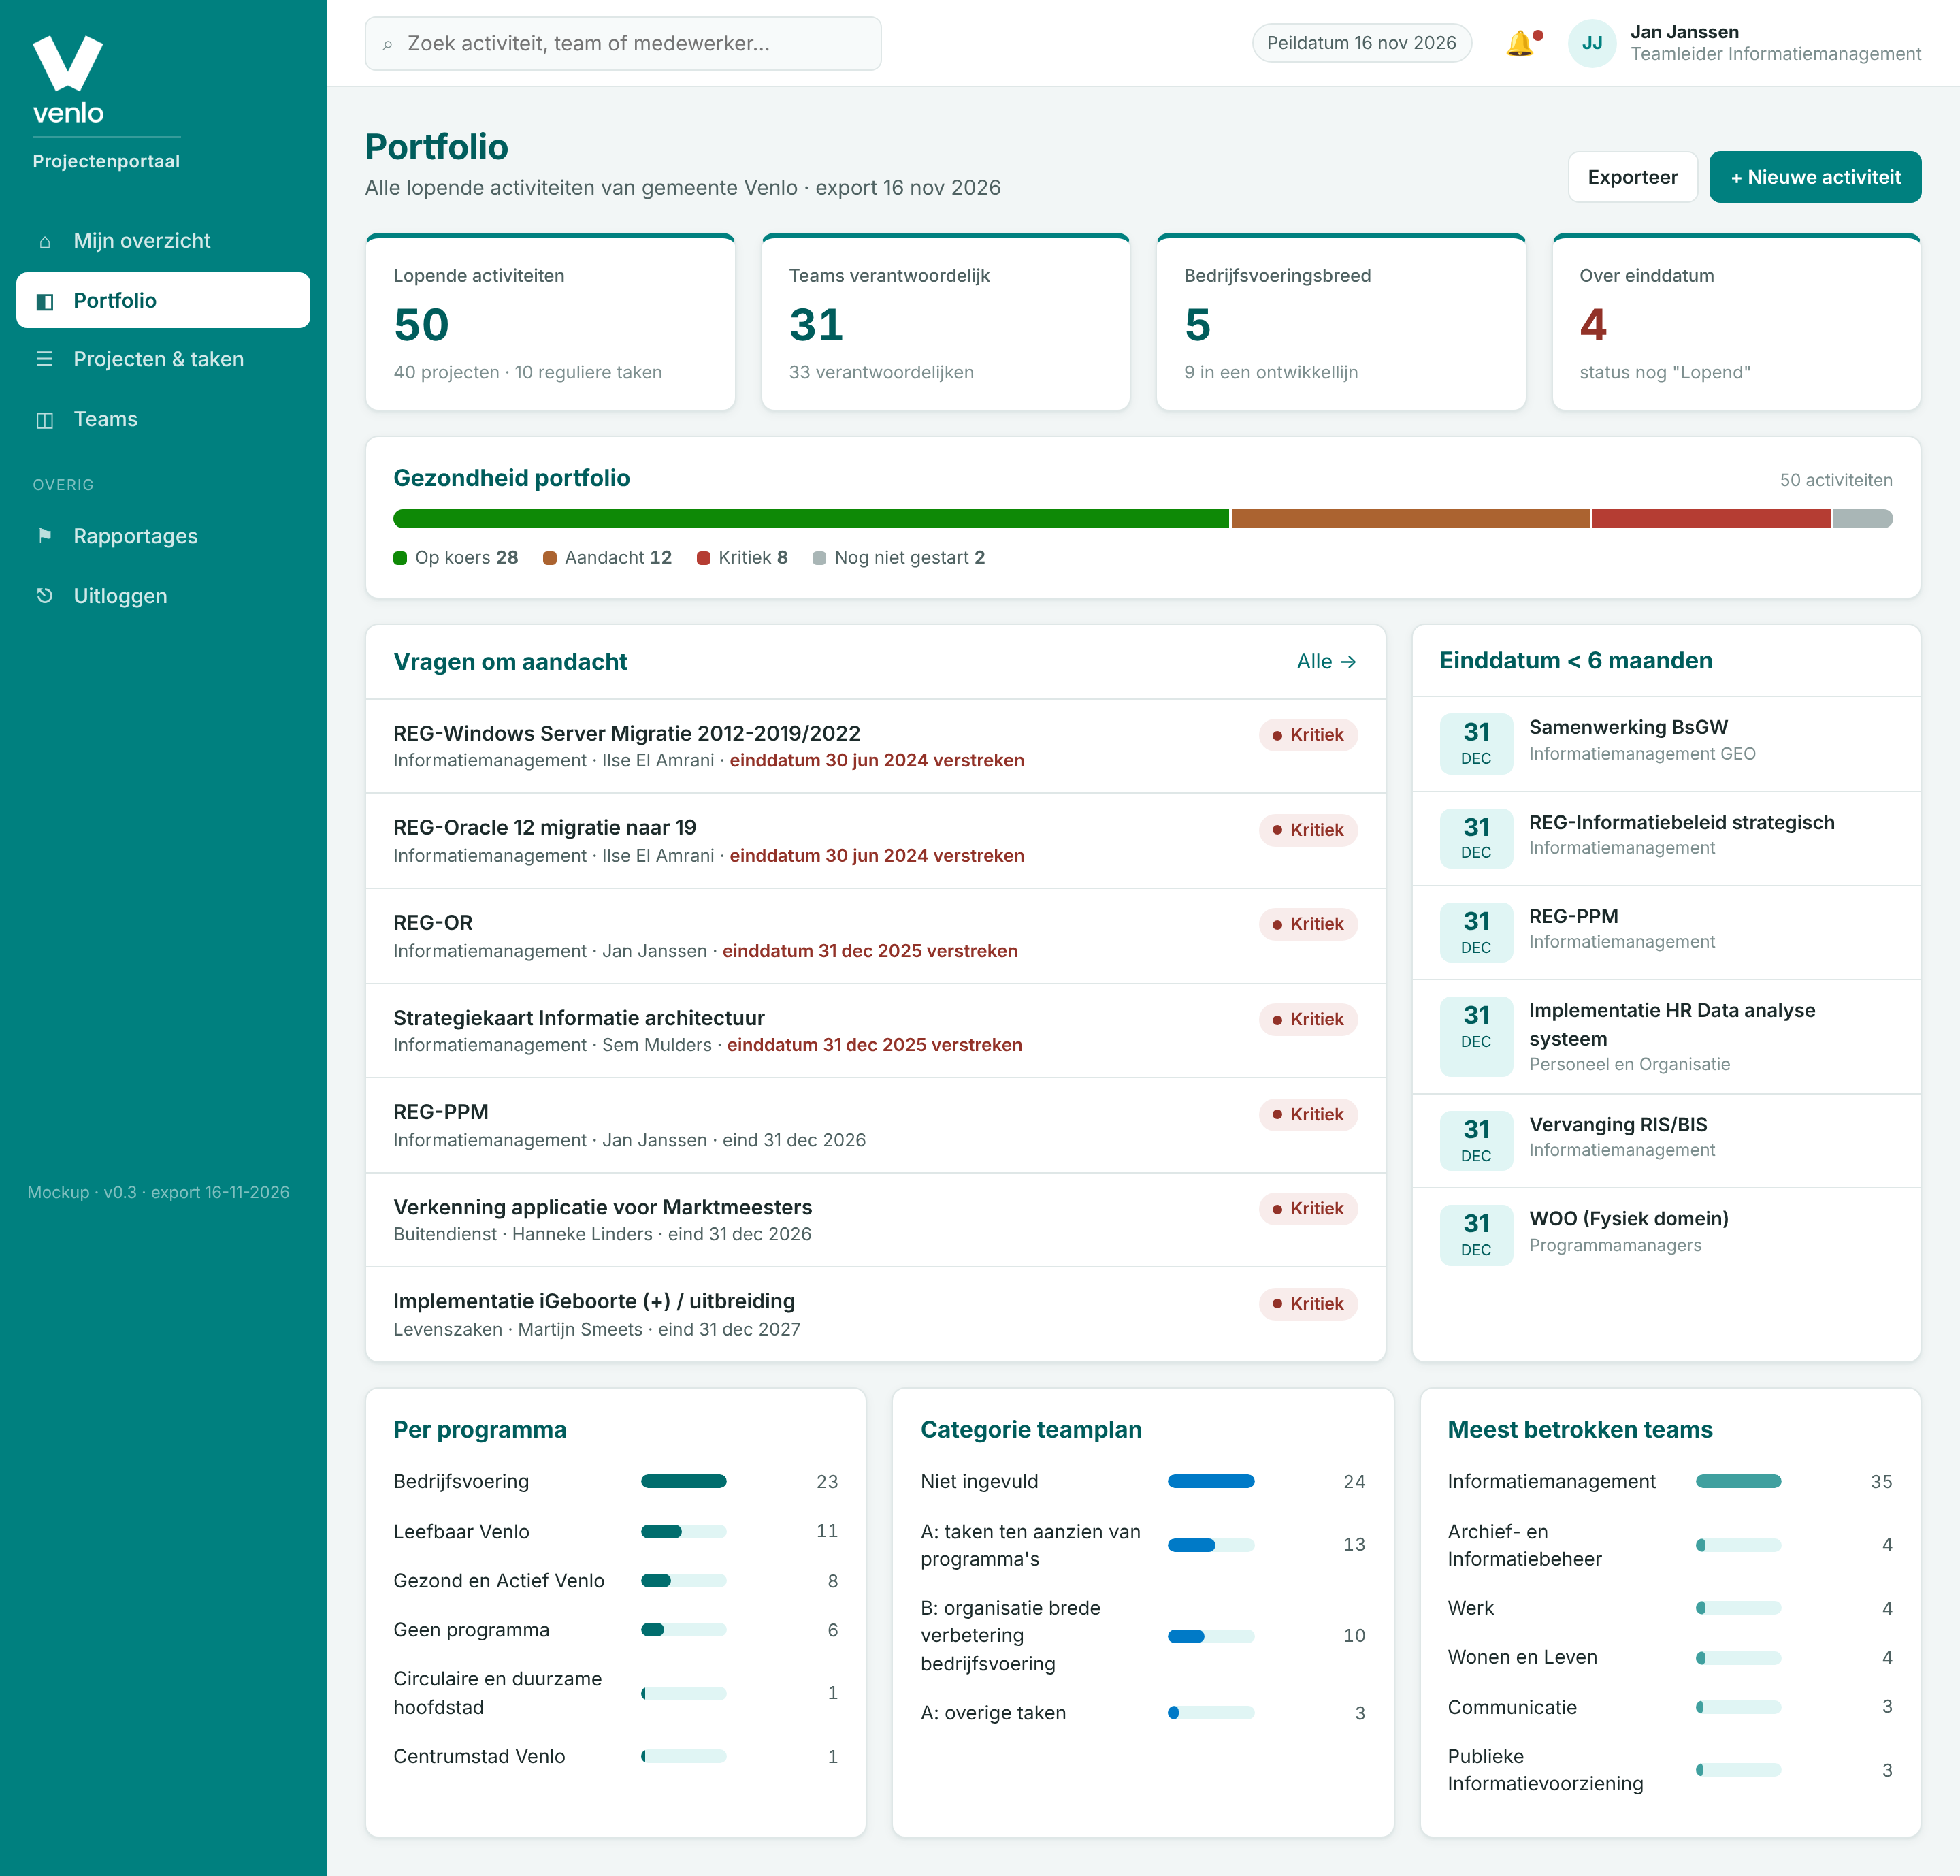 venlo
Projectenportaal
Mijn overzicht
Portfolio
Projecten & taken
Teams
OVERIG
Rapportages
Uitloggen
Mockup · v0.3 · export 16-11-2026
Zoek activiteit, team of medewerker...
Peildatum 16 nov 2026
JJ
Jan Janssen
Teamleider Informatiemanagement
Portfolio
Alle lopende activiteiten van gemeente Venlo · export 16 nov 2026
Exporteer
+ Nieuwe activiteit
Lopende activiteiten
50
40 projecten · 10 reguliere taken
Teams verantwoordelijk
31
33 verantwoordelijken
Bedrijfsvoeringsbreed
5
9 in een ontwikkellijn
Over einddatum
4
status nog "Lopend"
Gezondheid portfolio
50 activiteiten
Op koers 28
Aandacht 12
Kritiek 8
Nog niet gestart 2
Vragen om aandacht
Alle →
REG-Windows Server Migratie 2012-2019/2022
Kritiek
Informatiemanagement · Ilse El Amrani · einddatum 30 jun 2024 verstreken
REG-Oracle 12 migratie naar 19
Kritiek
Informatiemanagement · Ilse El Amrani · einddatum 30 jun 2024 verstreken
REG-OR
Kritiek
Informatiemanagement · Jan Janssen · einddatum 31 dec 2025 verstreken
Strategiekaart Informatie architectuur
Kritiek
Informatiemanagement · Sem Mulders · einddatum 31 dec 2025 verstreken
REG-PPM
Kritiek
Informatiemanagement · Jan Janssen · eind 31 dec 2026
Verkenning applicatie voor Marktmeesters
Kritiek
Buitendienst · Hanneke Linders · eind 31 dec 2026
Implementatie iGeboorte (+) / uitbreiding
Kritiek
Levenszaken · Martijn Smeets · eind 31 dec 2027
Einddatum < 6 maanden
31
DEC
Samenwerking BsGW
Informatiemanagement GEO
31
DEC
REG-Informatiebeleid strategisch
Informatiemanagement
31
DEC
REG-PPM
Informatiemanagement
31
DEC
Implementatie HR Data analyse
systeem
Personeel en Organisatie
31
DEC
Vervanging RIS/BIS
Informatiemanagement
31
DEC
WOO (Fysiek domein)
Programmamanagers
Per programma
Bedrijfsvoering 23
Leefbaar Venlo 11
Gezond en Actief Venlo 8
Geen programma 6
Circulaire en duurzame
hoofdstad 1
Centrumstad Venlo 1
Categorie teamplan
Niet ingevuld 24
A: taken ten aanzien van
programma's 13
B: organisatie brede
verbetering 10
bedrijfsvoering
A: overige taken 3
Meest betrokken teams
Informatiemanagement 35
Archief- en
Informatiebeheer 4
Werk 4
Wonen en Leven 4
Communicatie 3
Publieke
Informatievoorziening 3